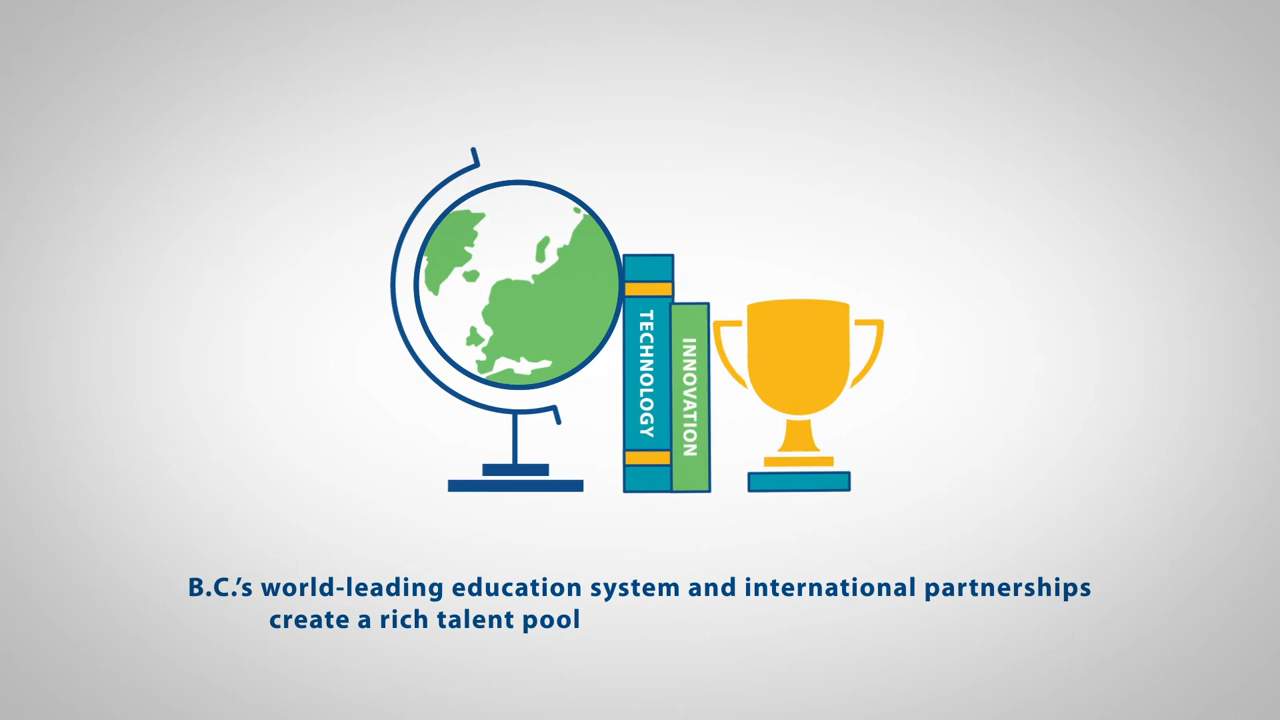 TECHNOLOGY
INNOVATION
B.C.’s world-leading education system and international partnerships
create a rich talent pool